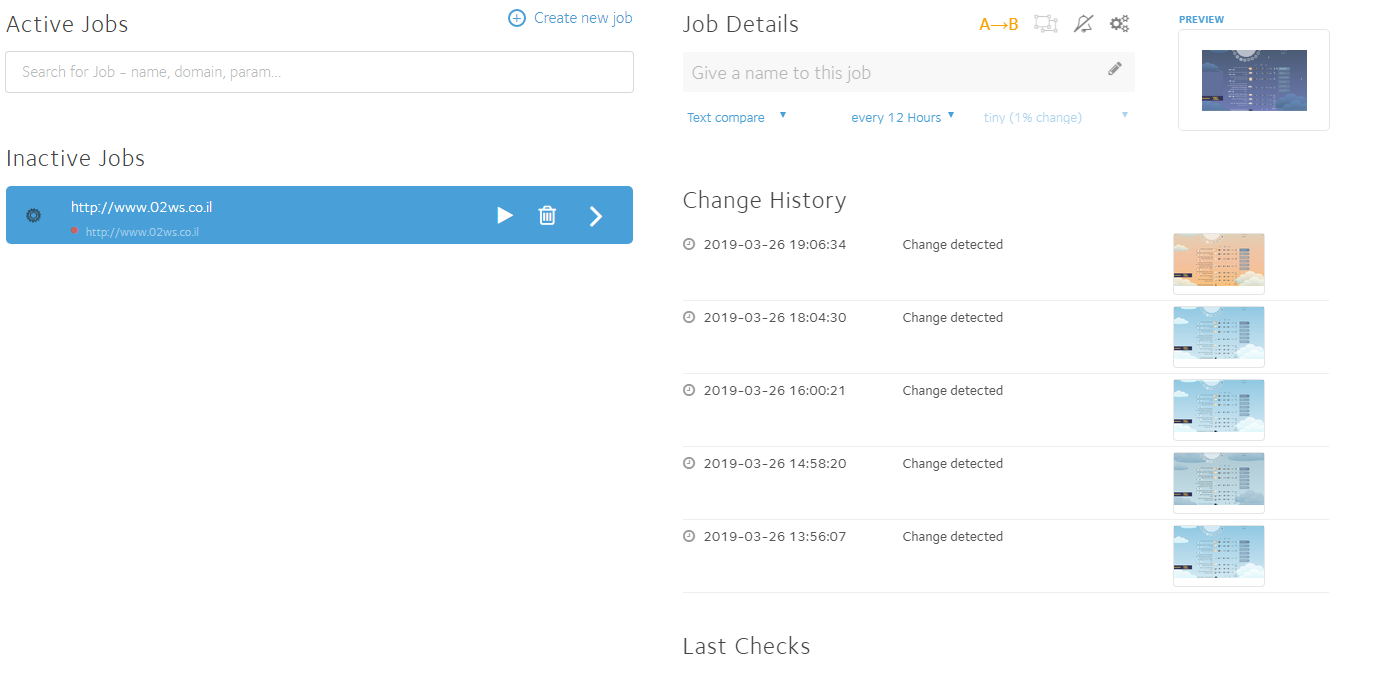 Active Jobs
Create new job
Search for Job - name, domain, param...
Inactive Jobs
http://www.02ws.co.il
http://www.02ws.co.il
Job Details
A→B
PREVIEW
Give a name to this job
Text compare
every 12 Hours
tiny (1% change)
Change History
2019-03-26 19:06:34 Change detected
2019-03-26 18:04:30 Change detected
2019-03-26 16:00:21 Change detected
2019-03-26 14:58:20 Change detected
2019-03-26 13:56:07 Change detected
Last Checks